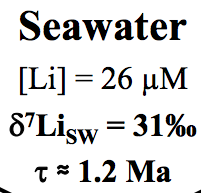 Seawater
[Li] = 26 µM
δ⁷Li_SW = 31‰
τ ≈ 1.2 Ma